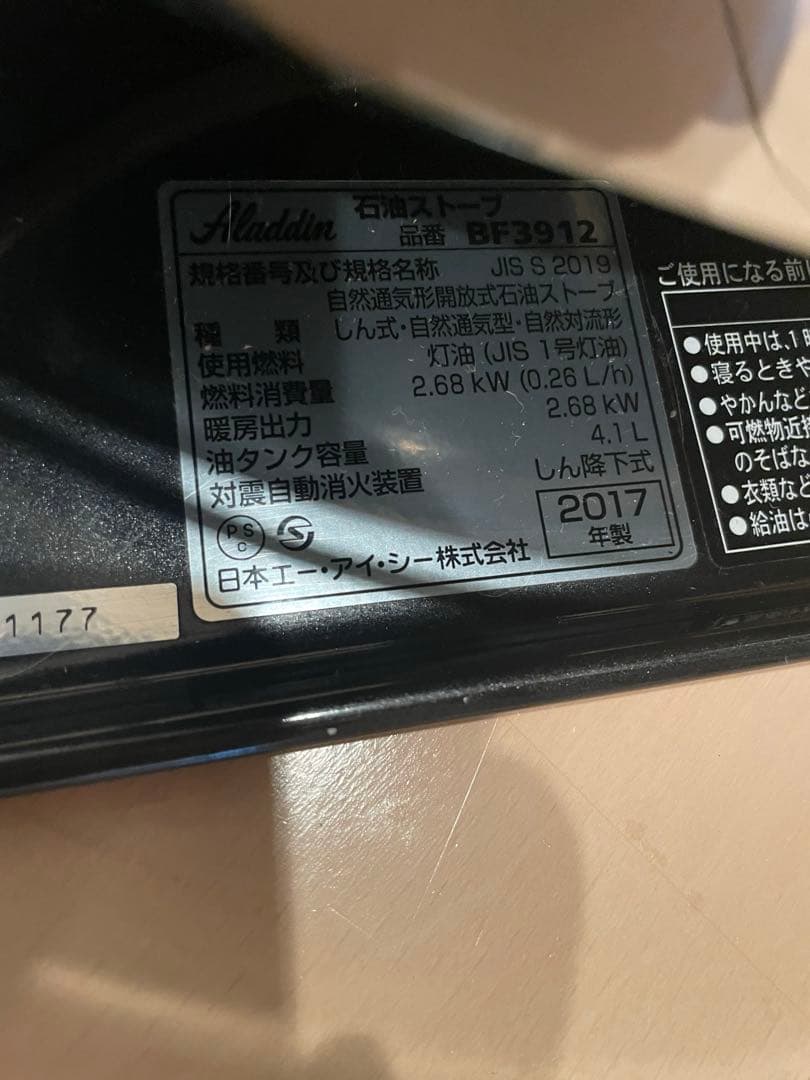 Aladdin 石油ストーブ
品番 BF3912
規格番号及び規格名称 JIS S 2019
自然通気形開放式石油ストーブ
種類 しん式・自然通気型・自然対流形
使用燃料 灯油 (JIS 1号灯油)
燃料消費量 2.68 kW (0.26 L/h)
暖房出力 2.68 kW
油タンク容量 4.1 L
対震自動消火装置 しん降下式
PS
C
2017
年製
日本エー・アイ・シー株式会社
1177
ご使用になる前
●使用中は、1時
●寝るときや
●やかんなど
●可燃物近接
のそばな
●衣類など
●給油は